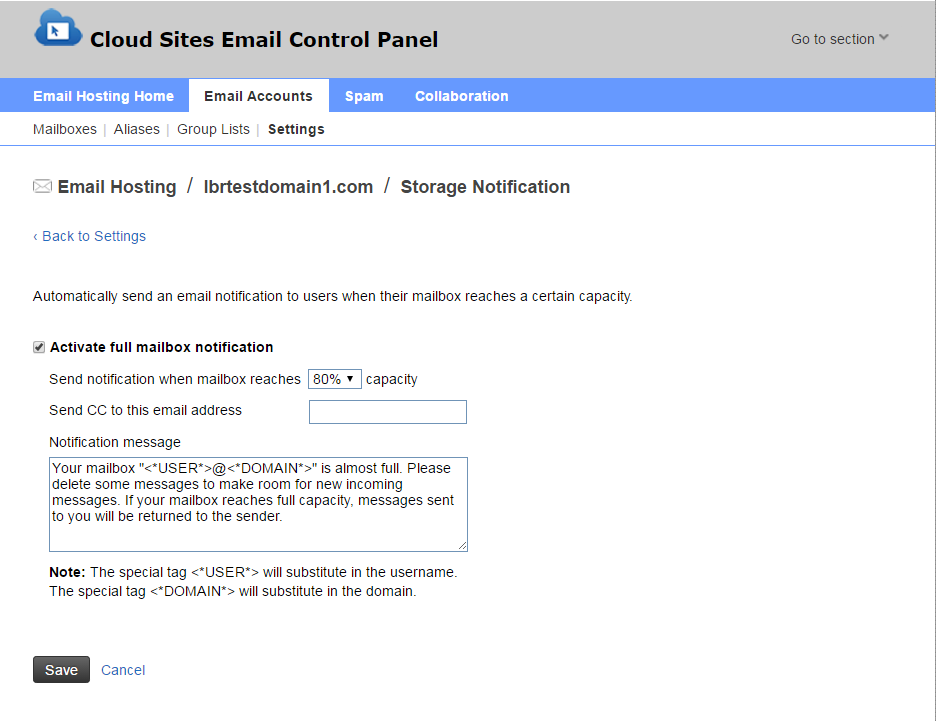 Cloud Sites Email Control Panel
Go to section
Email Hosting Home Email Accounts Spam Collaboration
Mailboxes | Aliases | Group Lists | Settings
Email Hosting / lbrtestdomain1.com / Storage Notification
‹ Back to Settings
Automatically send an email notification to users when their mailbox reaches a certain capacity.
Activate full mailbox notification
Send notification when mailbox reaches 80% ▼ capacity
Send CC to this email address
Notification message
Your mailbox "<*USER*>@<*DOMAIN*>" is almost full. Please
delete some messages to make room for new incoming
messages. If your mailbox reaches full capacity, messages sent
to you will be returned to the sender.
Note: The special tag <*USER*> will substitute in the username.
The special tag <*DOMAIN*> will substitute in the domain.
Save Cancel